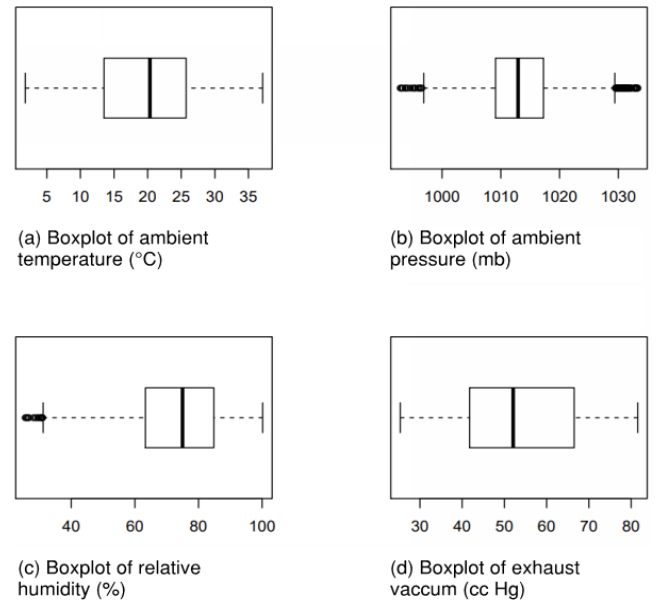 5 10 15 20 25 30 35
1000 1010 1020 1030
(a) Boxplot of ambient
temperature (°C)
(b) Boxplot of ambient
pressure (mb)
40 60 80 100
30 40 50 60 70 80
(c) Boxplot of relative
humidity (%)
(d) Boxplot of exhaust
vaccum (cc Hg)